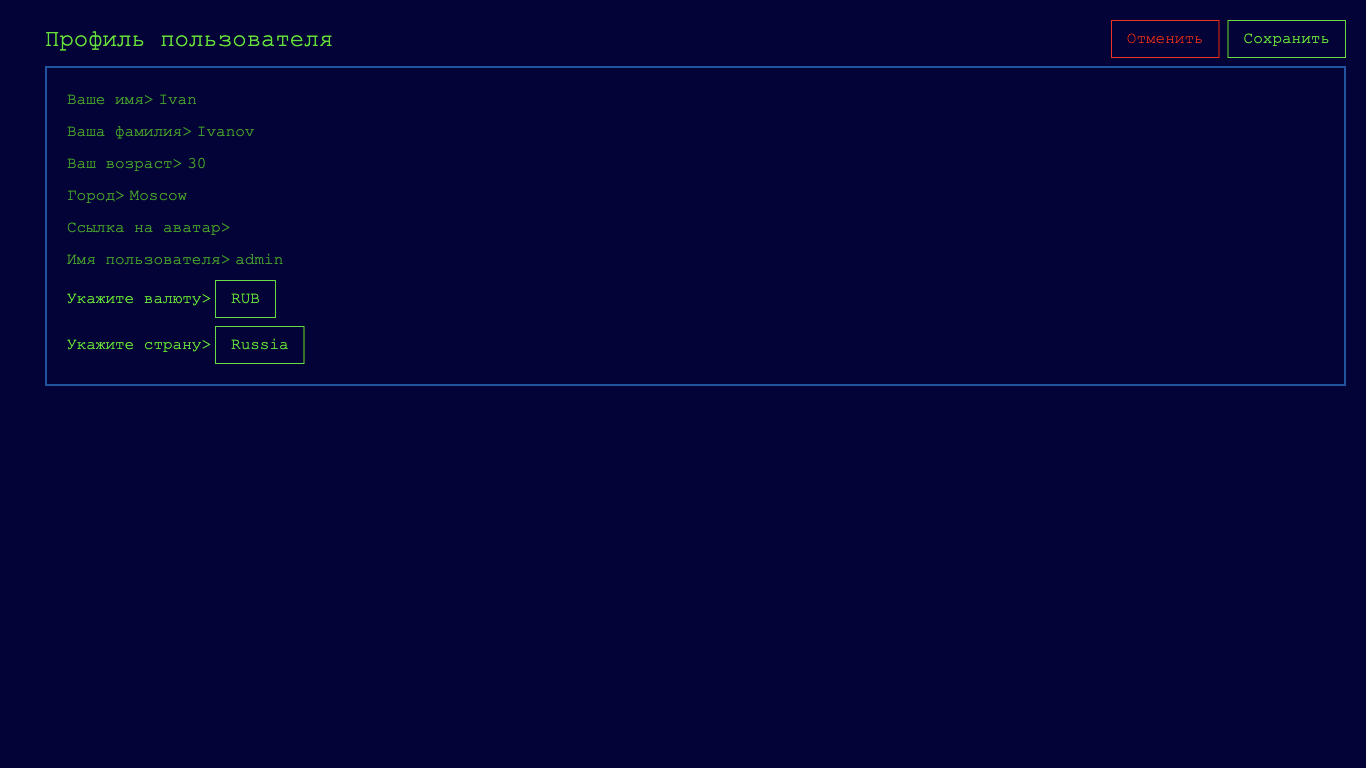 Профиль пользователя
Отменить Сохранить
Ваше имя> Ivan
Ваша фамилия> Ivanov
Ваш возраст> 30
Город> Moscow
Ссылка на аватар>
Имя пользователя> admin
Укажите валюту> RUB
Укажите страну> Russia